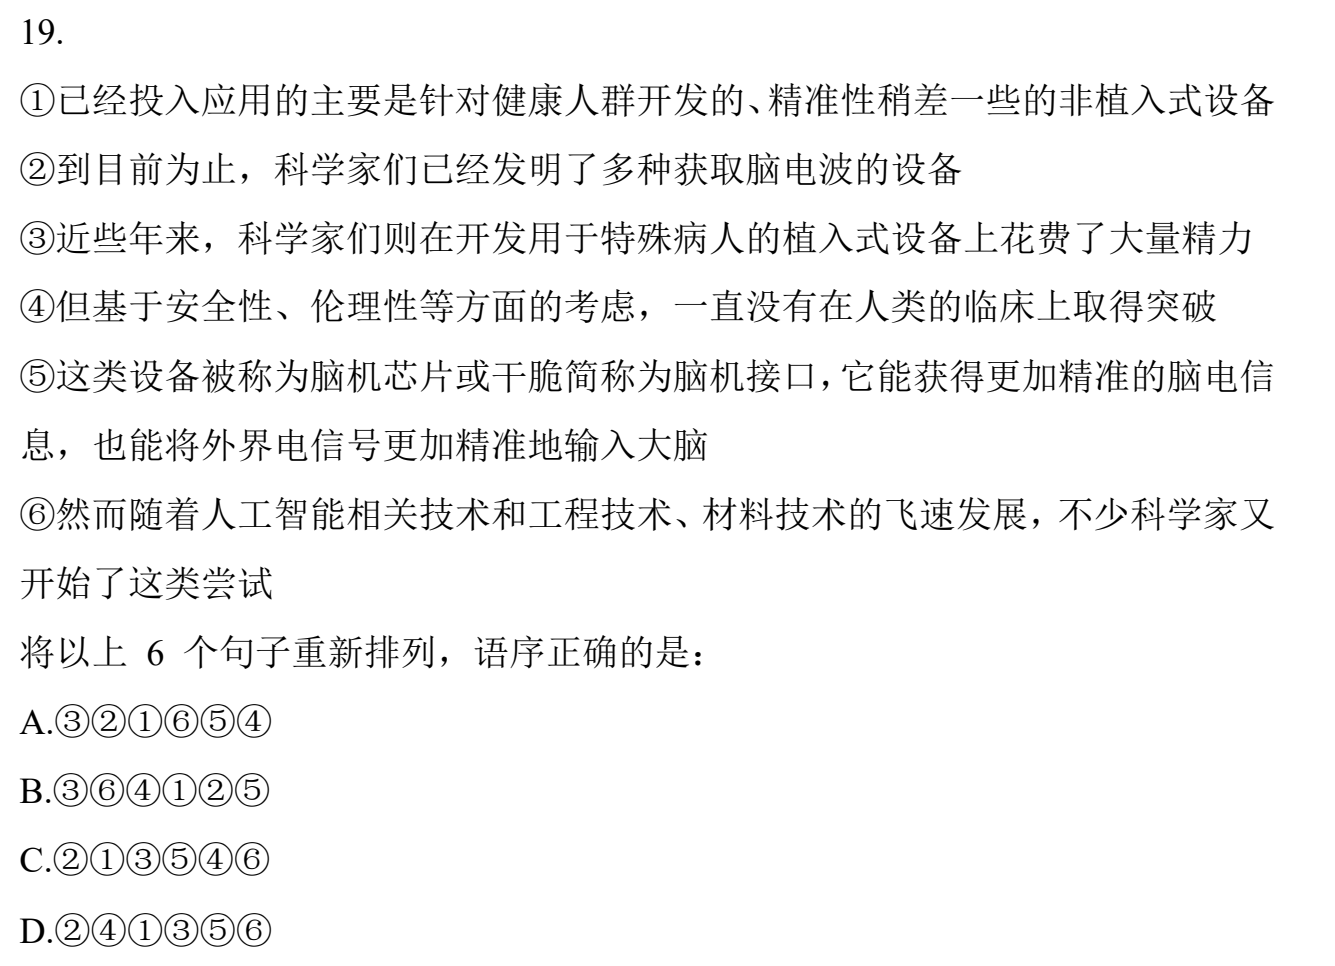 19.
①已经投入应用的主要是针对健康人群开发的、精准性稍差一些的非植入式设备
②到目前为止，科学家们已经发明了多种获取脑电波的设备
③近些年来，科学家们则在开发用于特殊病人的植入式设备上花费了大量精力
④但基于安全性、伦理性等方面的考虑，一直没有在人类的临床上取得突破
⑤这类设备被称为脑机芯片或干脆简称为脑机接口，它能获得更加精准的脑电信
息，也能将外界电信号更加精准地输入大脑
⑥然而随着人工智能相关技术和工程技术、材料技术的飞速发展，不少科学家又
开始了这类尝试
将以上 6 个句子重新排列，语序正确的是：
A.③②①⑥⑤④
B.③⑥④①②⑤
C.②①③⑤④⑥
D.②④①③⑤⑥